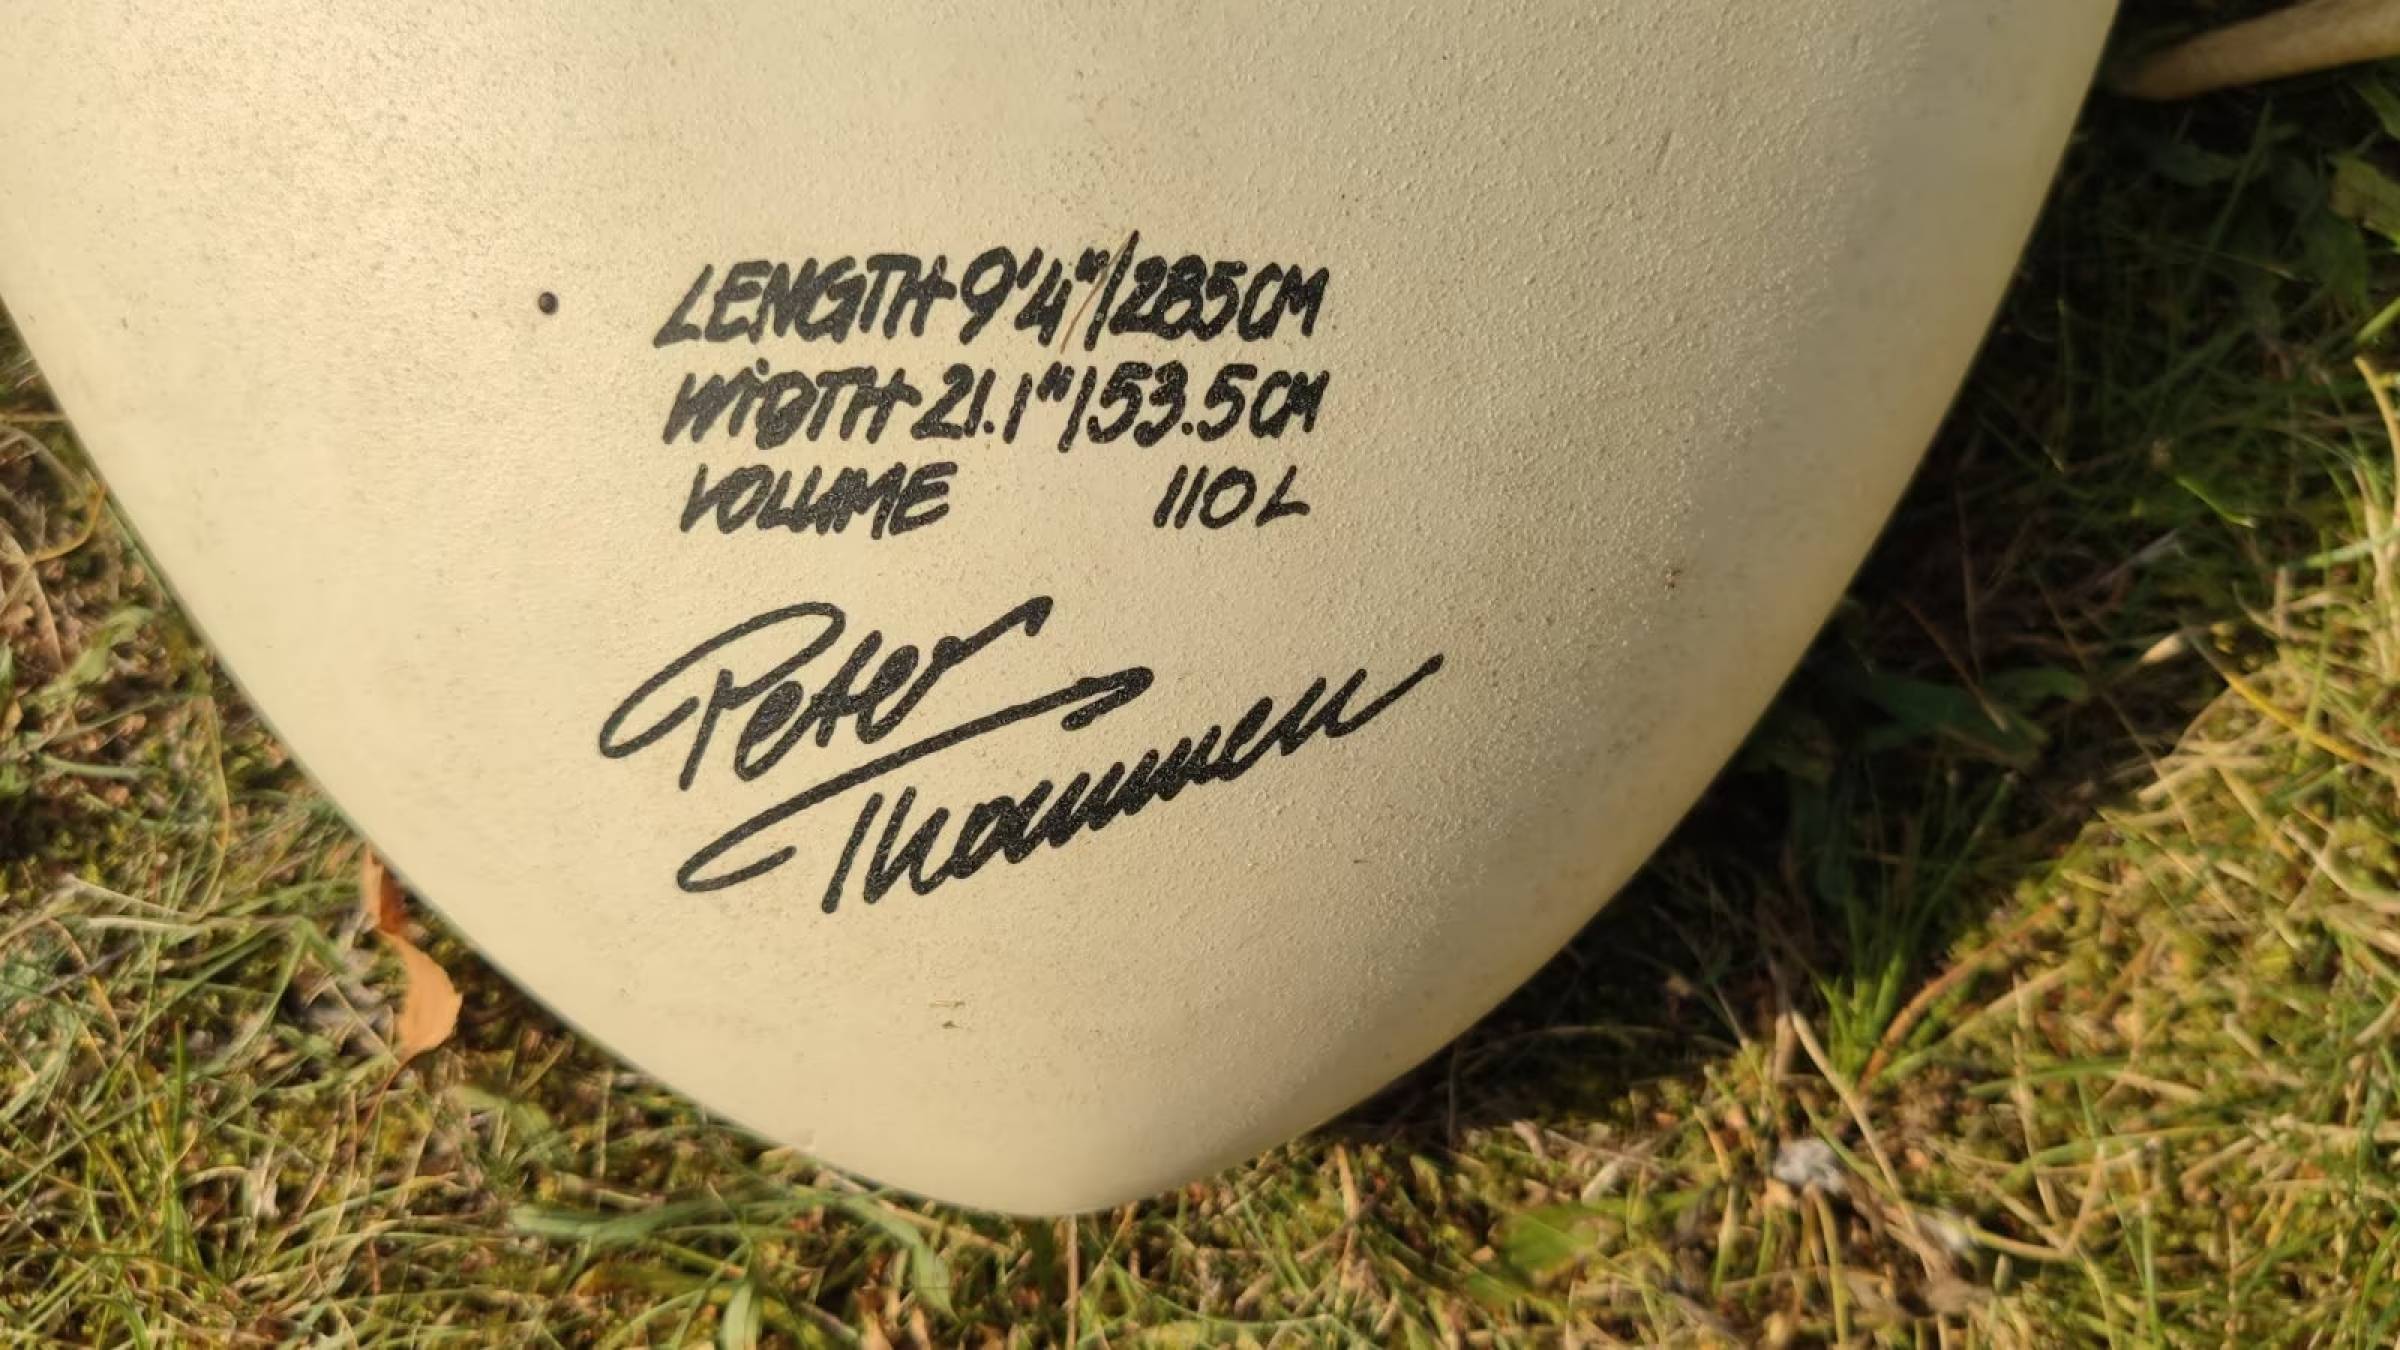 LENGTH 9'4"/285CM
WIDTH 21.1"/53.5CM
VOLUME 110L
Peter
Thommen